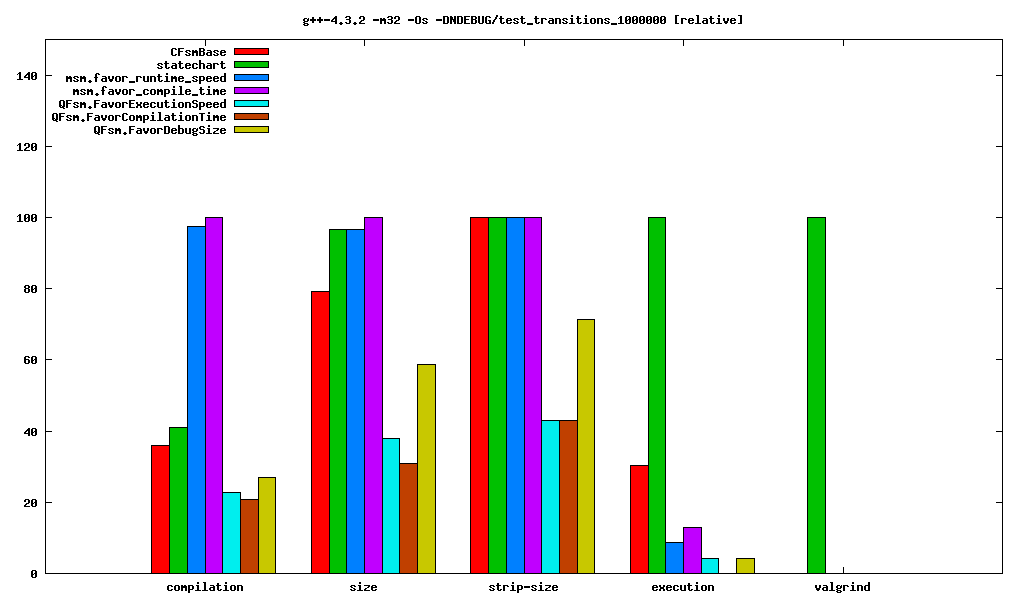 g++-4.3.2 -m32 -Os -DNDEBUG/test_transitions_1000000 [relative]
CFsmBase
statechart
msm.favor_runtime_speed
msm.favor_compile_time
QFsm.FavorExecutionSpeed
QFsm.FavorCompilationTime
QFsm.FavorDebugSize
140
120
100
80
60
40
20
0
compilation size strip-size execution valgrind